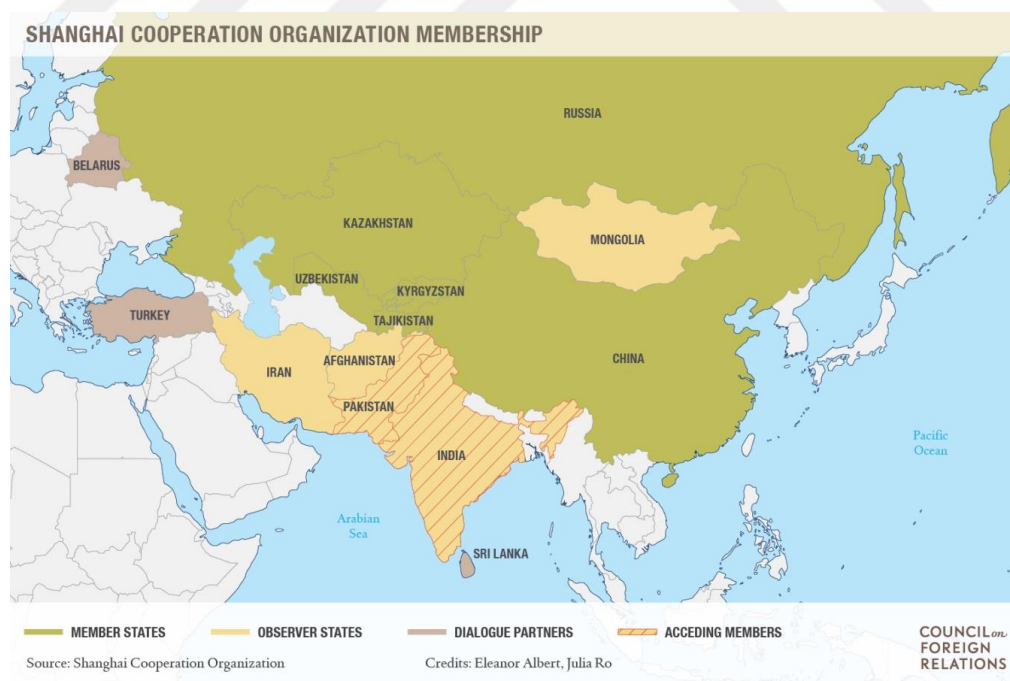 SHANGHAI COOPERATION ORGANIZATION MEMBERSHIP
RUSSIA
BELARUS
KAZAKHSTAN
MONGOLIA
UZBEKISTAN
KYRGYZSTAN
TURKEY
TAJIKISTAN
CHINA
AFGHANISTAN
IRAN
PAKISTAN
INDIA
Pacific
Ocean
Arabian
Sea
SRI LANKA
MEMBER STATES
OBSERVER STATES
DIALOGUE PARTNERS
ACCEDING MEMBERS
Source: Shanghai Cooperation Organization
Credits: Eleanor Albert, Julia Ro
COUNCIL on
FOREIGN
RELATIONS